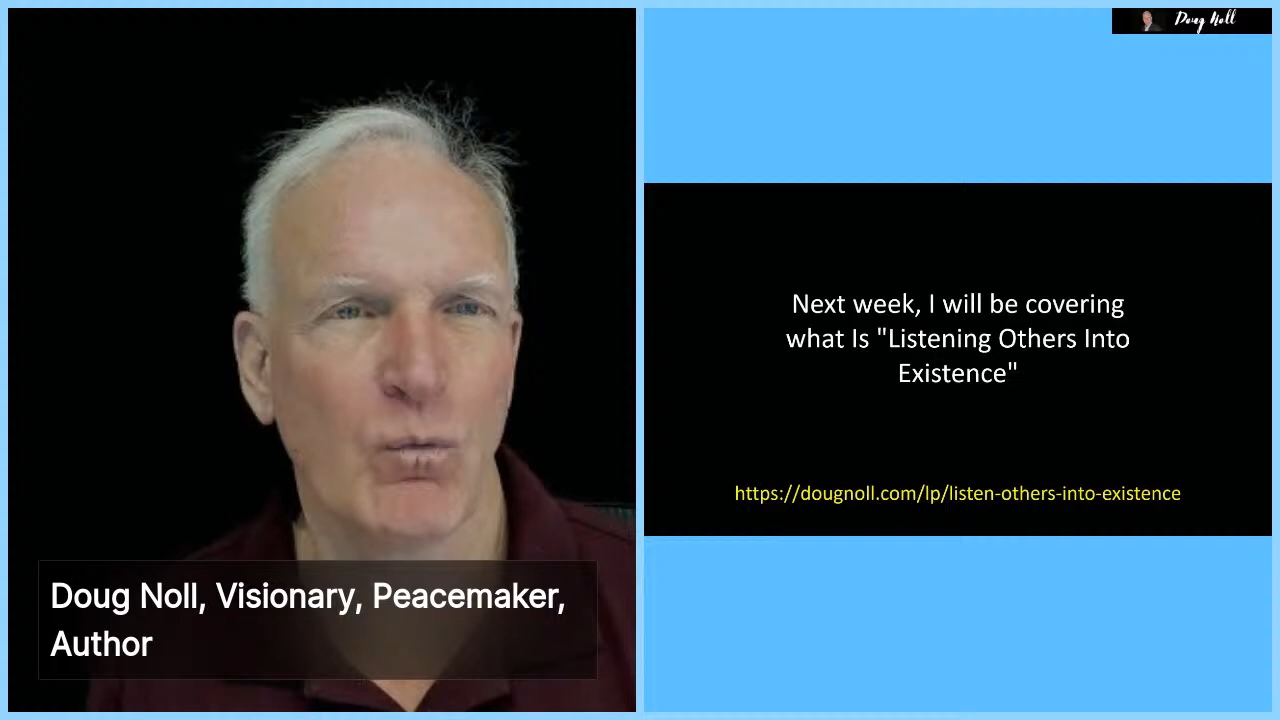 Doug Noll
Next week, I will be covering
what Is "Listening Others Into
Existence"
https://dougnoll.com/lp/listen-others-into-existence
Doug Noll, Visionary, Peacemaker,
Author